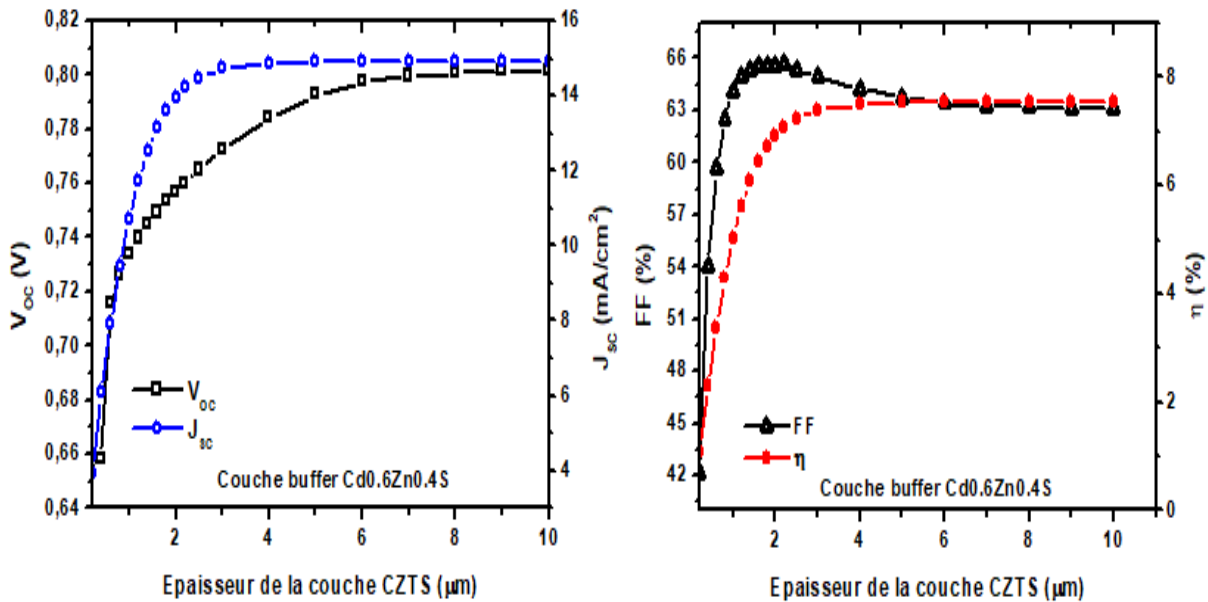 0,82
0,80
0,78
0,76
0,74
0,72
0,70
0,68
0,66
0,64
V_OC (V)
16
14
12
10
8
6
4
J_SC (mA/cm²)
V_oc
J_sc
Couche buffer Cd0.6Zn0.4S
2 4 6 8 10
Epaisseur de la couche CZTS (μm)
66
63
60
57
54
51
48
45
42
FF (%)
8
6
4
2
0
η (%)
FF
η
Couche buffer Cd0.6Zn0.4S
0 2 4 6 8 10
Epaisseur de la couche CZTS (μm)